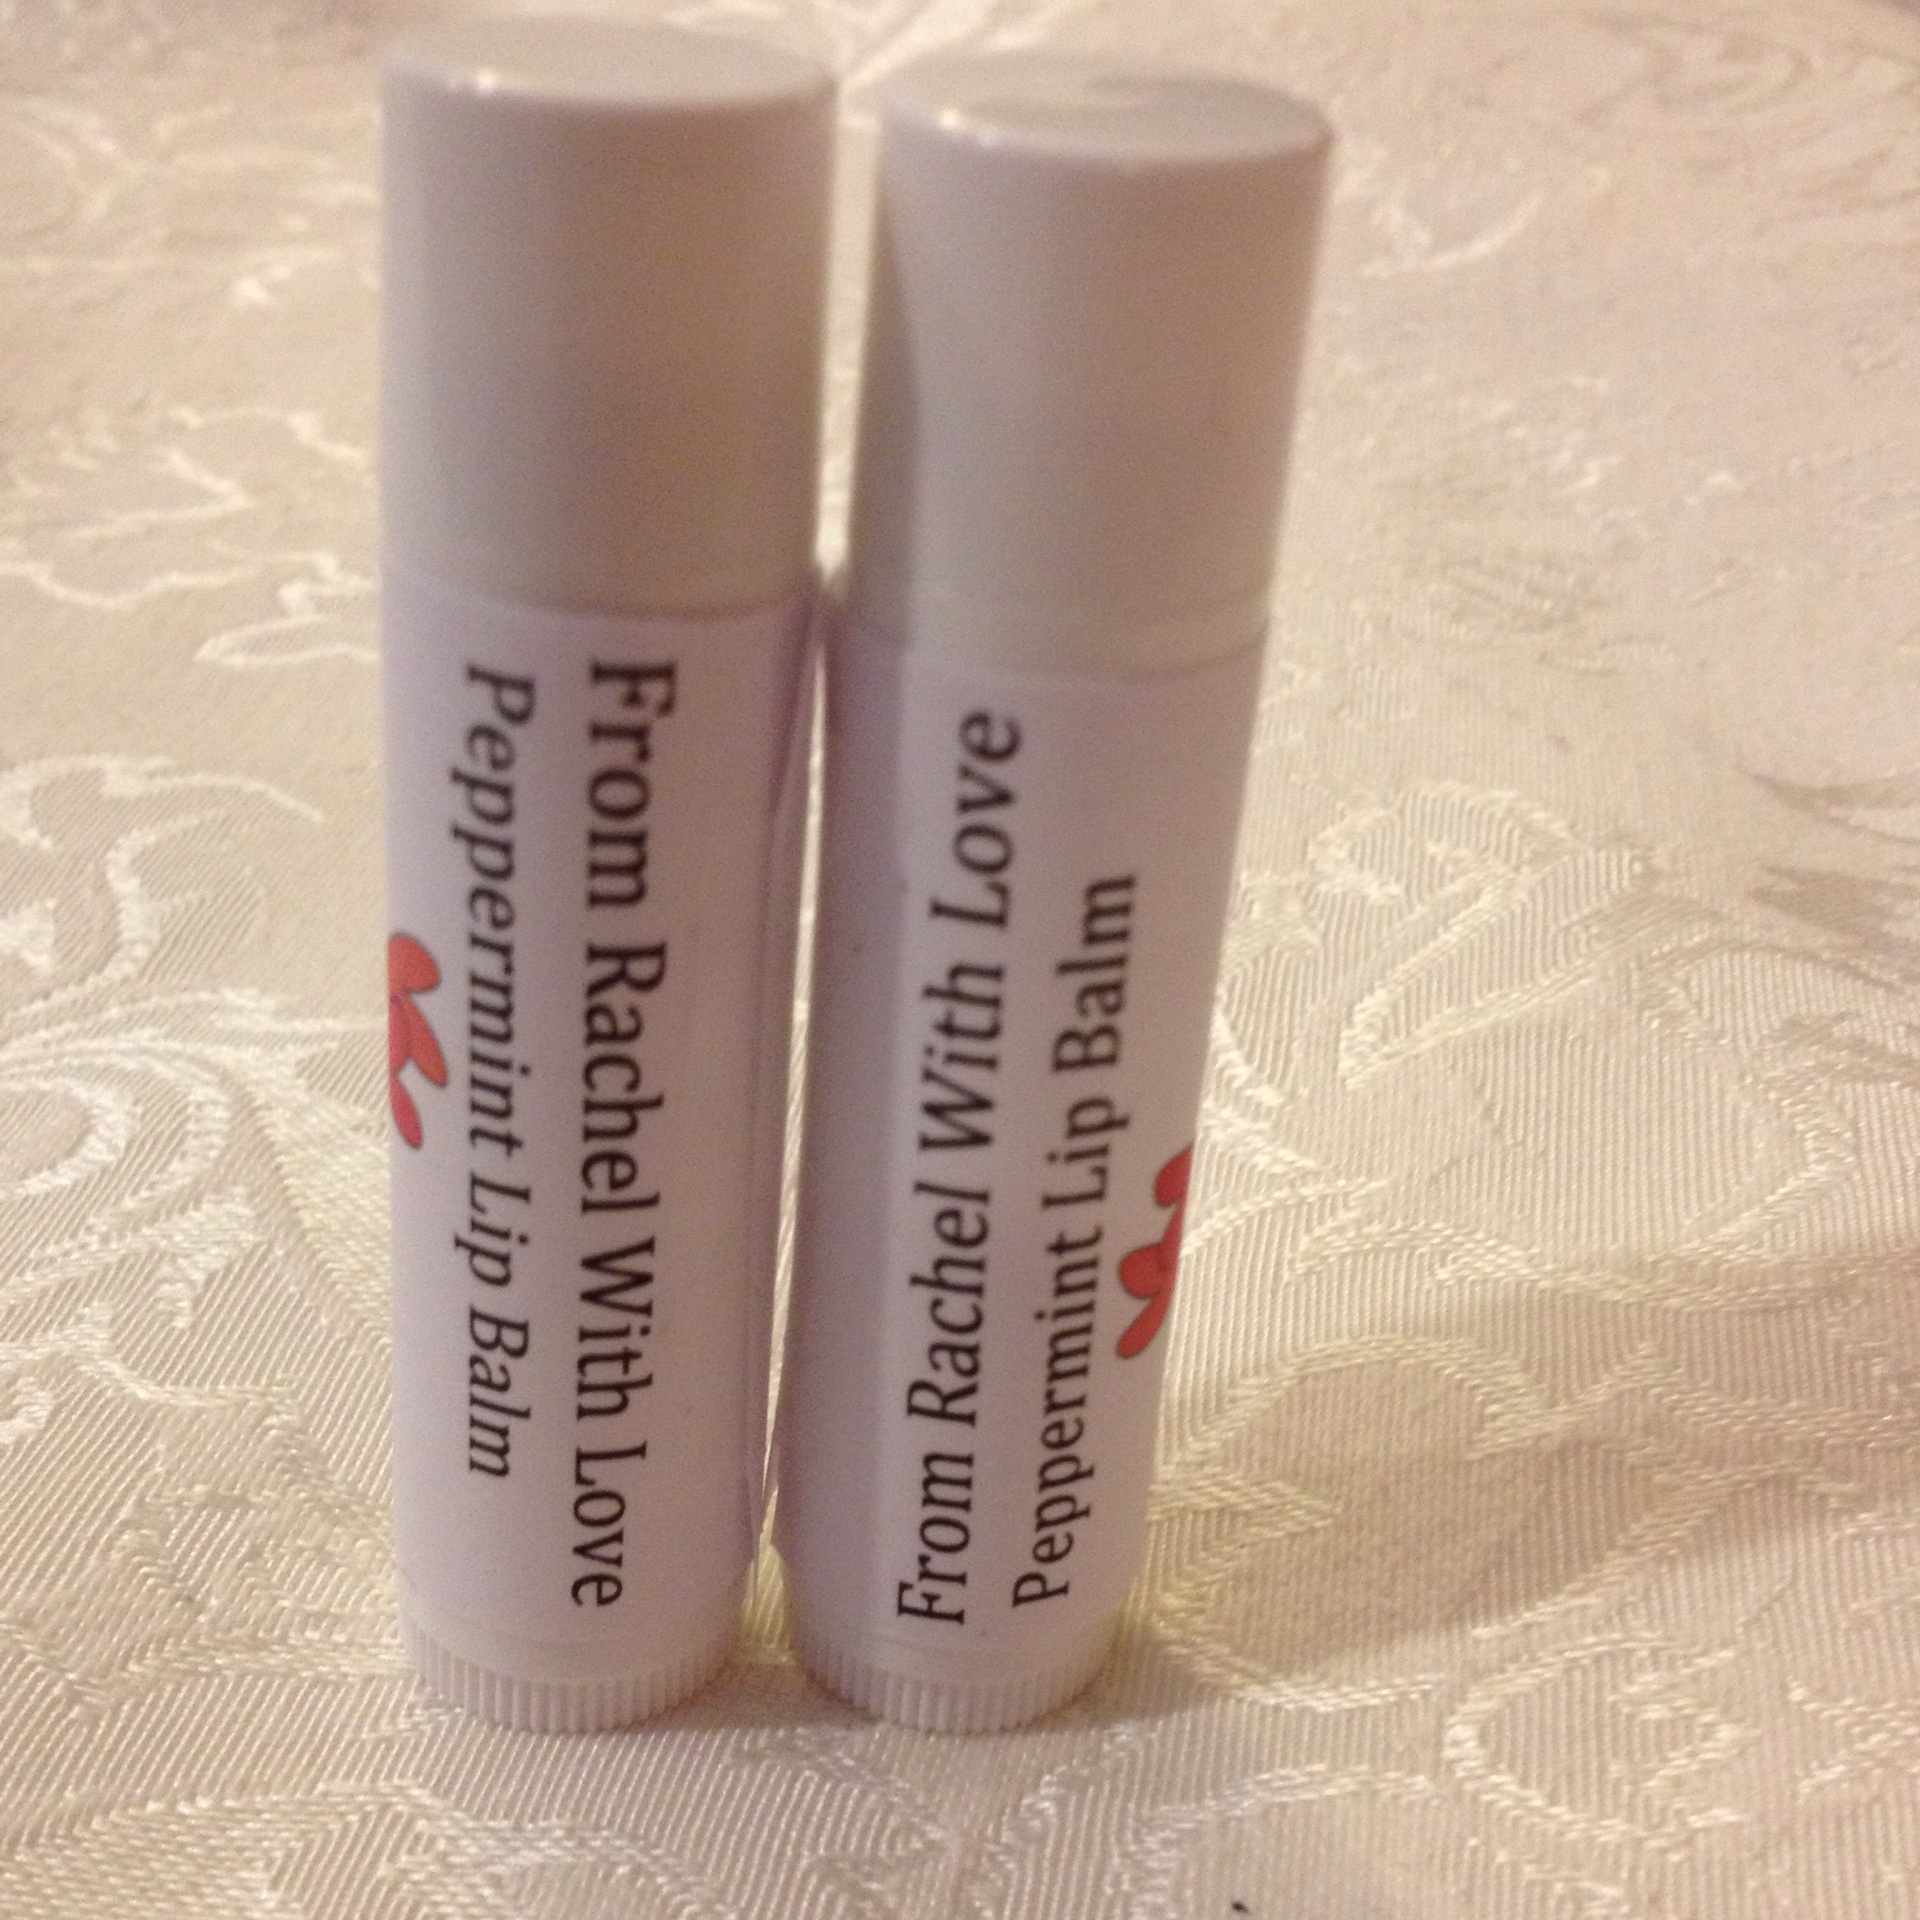 From Rachel With Love
Peppermint Lip Balm
From Rachel With Love
Peppermint Lip Balm